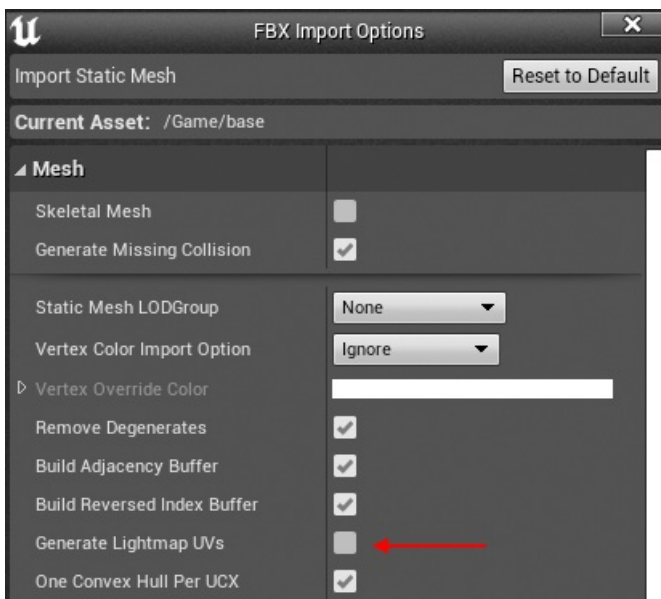 FBX Import Options
Import Static Mesh Reset to Default
Current Asset: /Game/base
Mesh
Skeletal Mesh
Generate Missing Collision
Static Mesh LODGroup None
Vertex Color Import Option Ignore
Vertex Override Color
Remove Degenerates
Build Adjacency Buffer
Build Reversed Index Buffer
Generate Lightmap UVs
One Convex Hull Per UCX